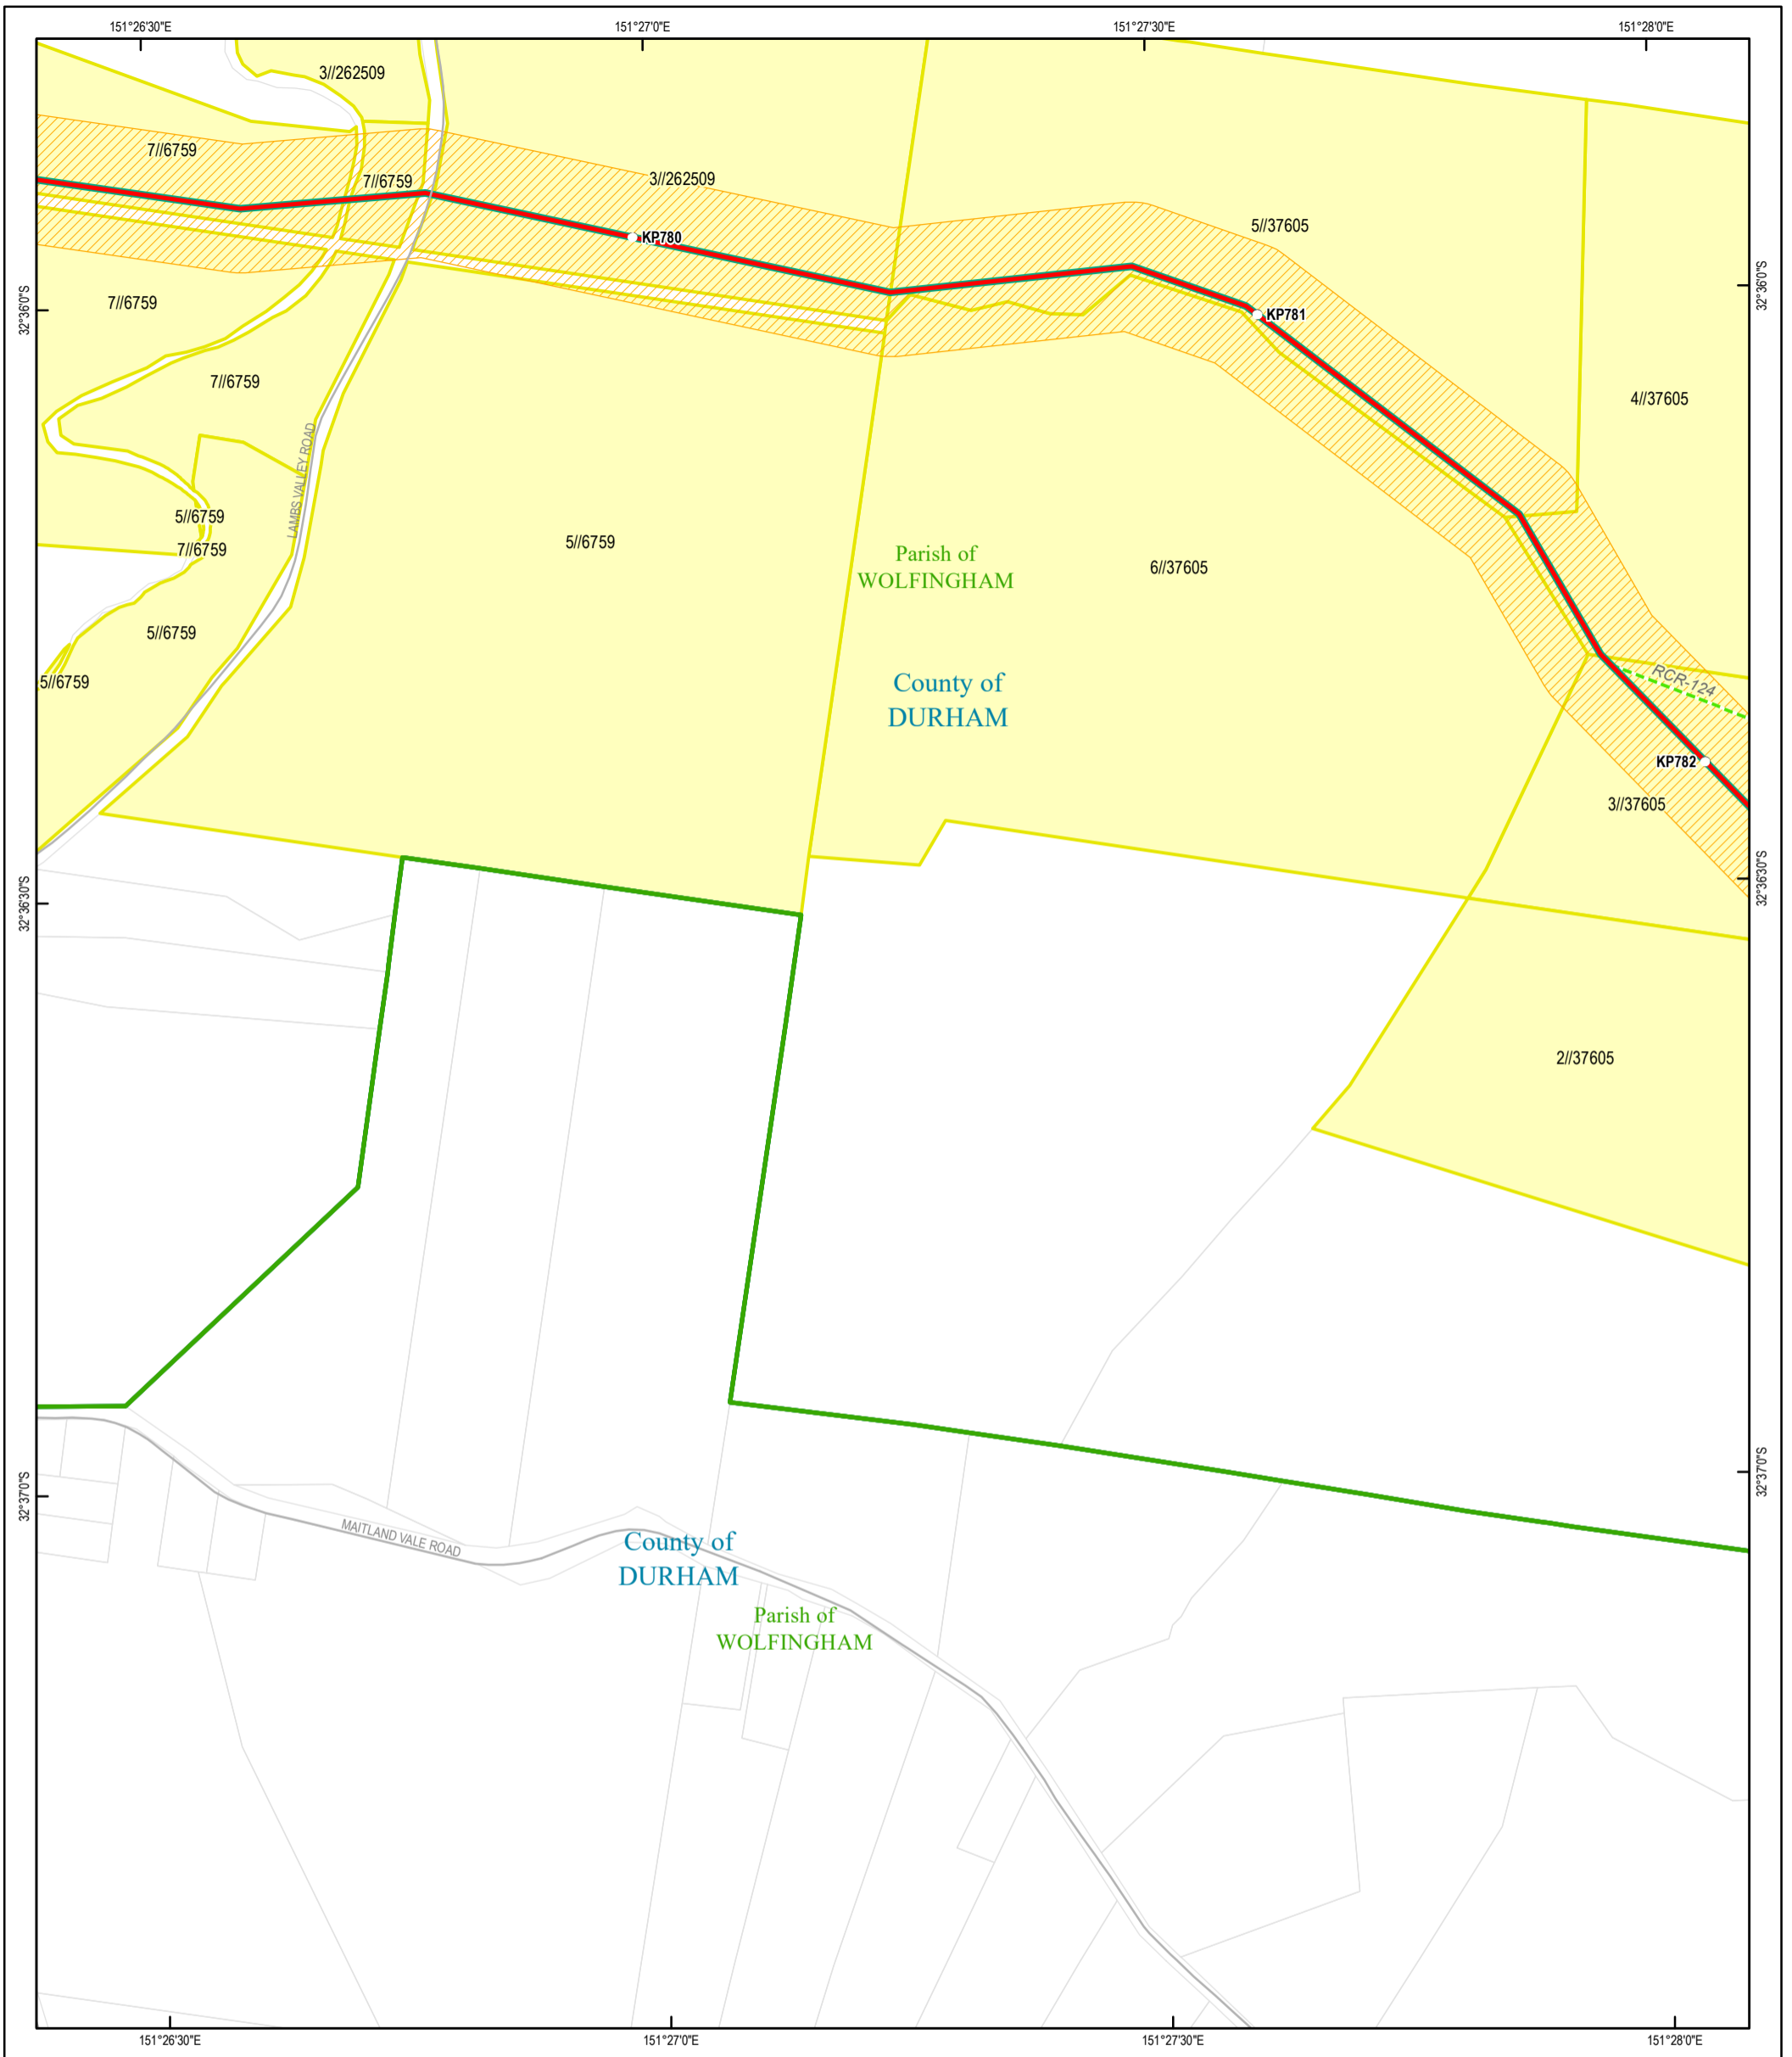 151°26'30"E
151°27'0"E
151°27'30"E
151°28'0"E
3//262509
7//6759
7//6759
3//262509
5//37605
KP780
32°36'0"S
32°36'0"S
7//6759
KP781
7//6759
4//37605
LAMBS VALLEY ROAD
5//6759
7//6759
5//6759
Parish of
WOLFINGHAM
6//37605
5//6759
5//6759
County of
DURHAM
RCR-124
KP782
3//37605
32°36'30"S
32°36'30"S
2//37605
32°37'0"S
32°37'0"S
MAITLAND VALE ROAD
County of
DURHAM
Parish of
WOLFINGHAM
151°26'30"E
151°27'0"E
151°27'30"E
151°28'0"E